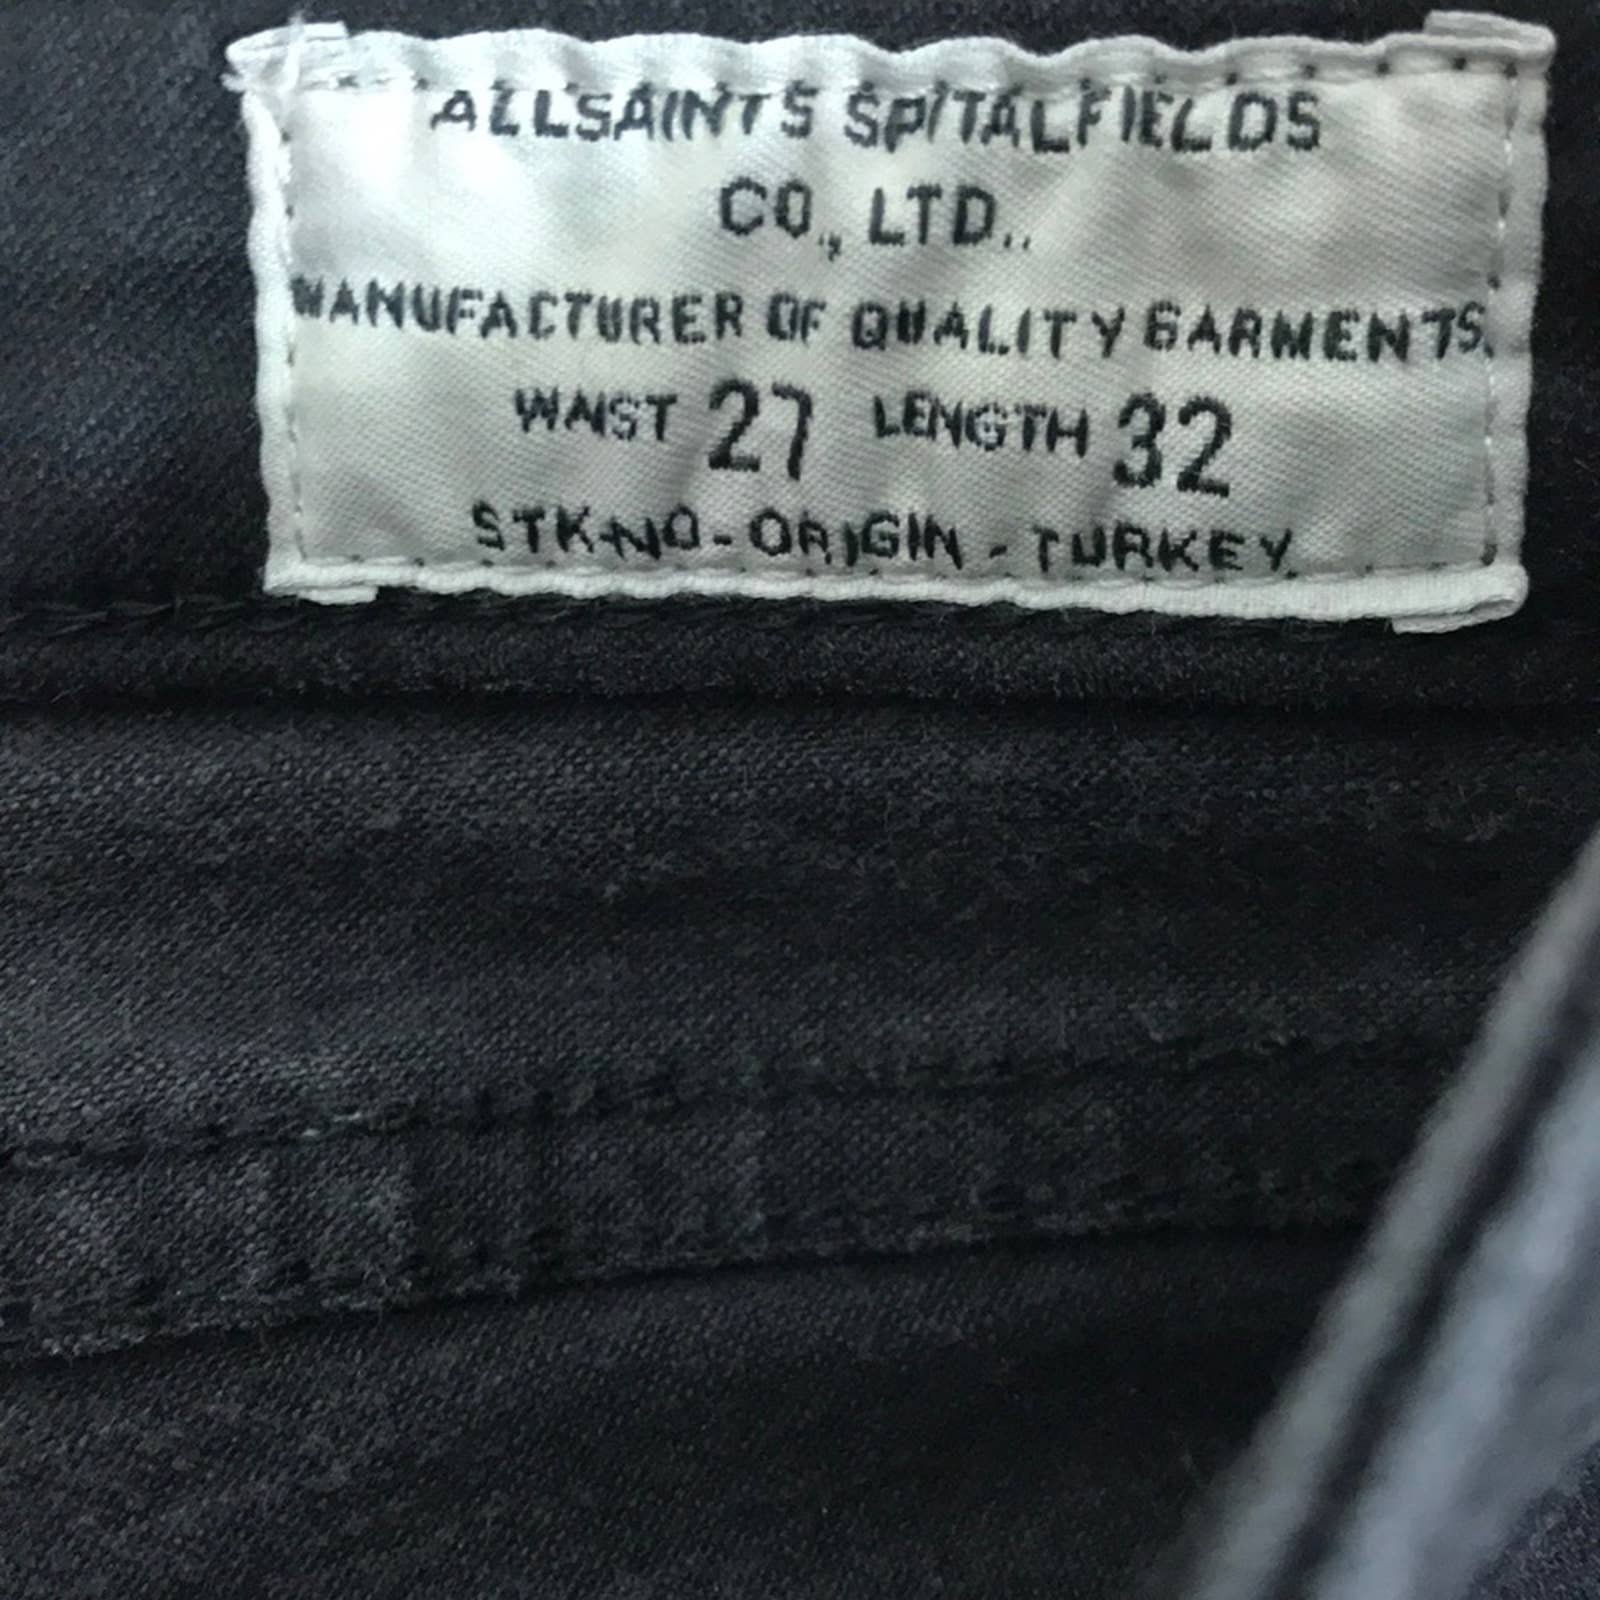 ALLSAINTS SPITALFIELDS
CO., LTD..
MANUFACTURER OF QUALITY GARMENTS.
WAIST 27 LENGTH 32
STK-NO-ORIGIN - TURKEY.